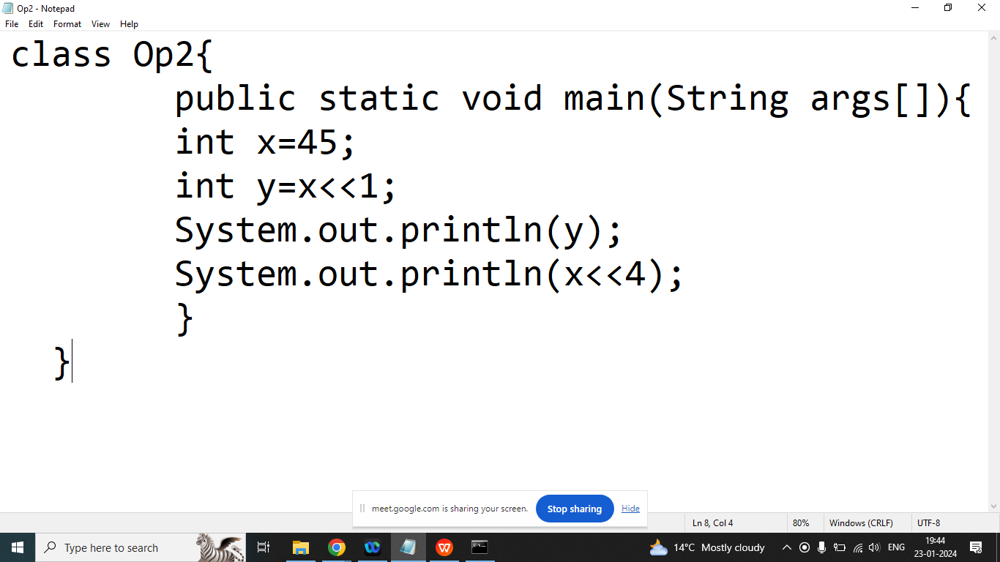 Op2 - Notepad
File Edit Format View Help
class Op2{
public static void main(String args[]){
int x=45;
int y=x<<1;
System.out.println(y);
System.out.println(x<<4);
}
}
meet.google.com is sharing your screen. Stop sharing Hide
Ln 8, Col 4 80% Windows (CRLF) UTF-8
Type here to search 14°C Mostly cloudy ENG 19:44
23-01-2024